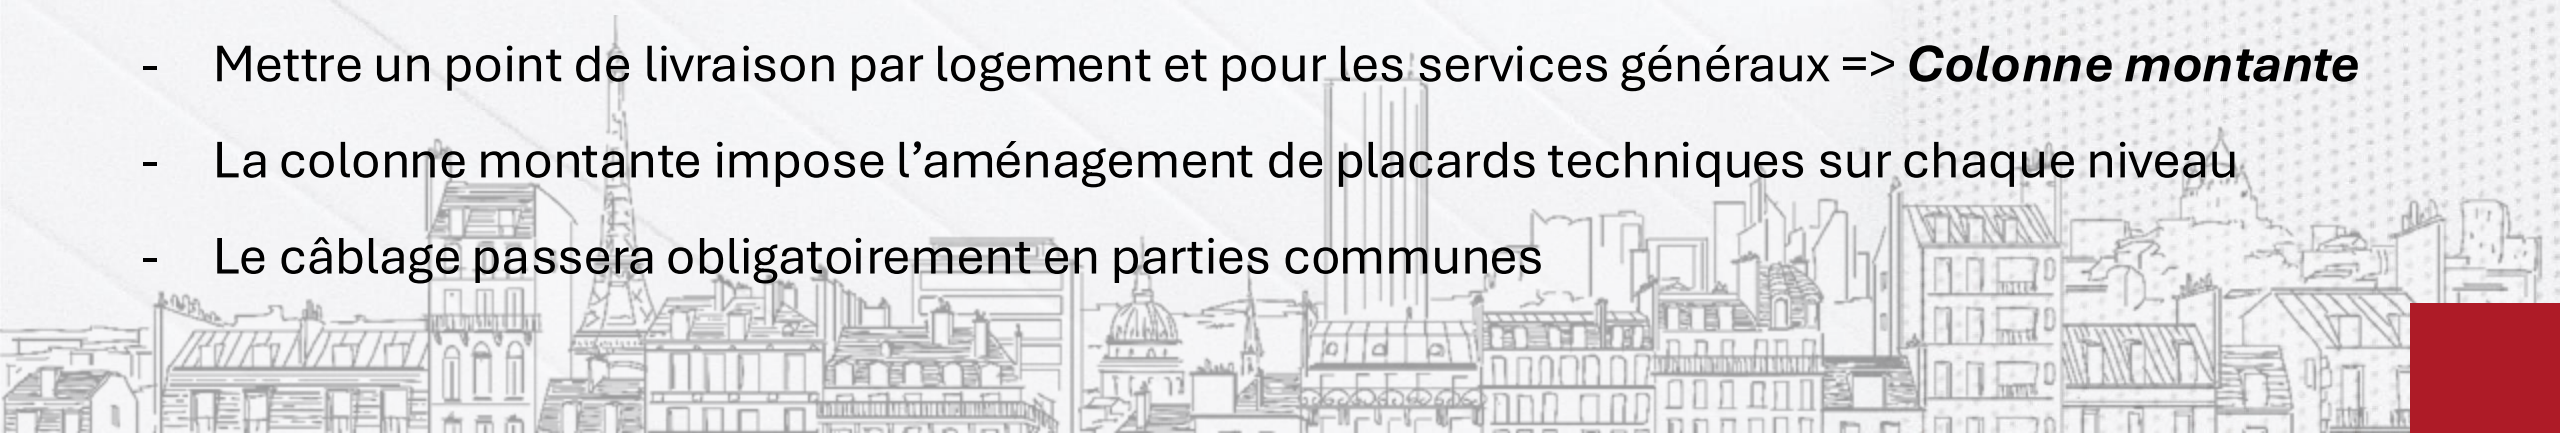 - Mettre un point de livraison par logement et pour les services généraux => Colonne montante
- La colonne montante impose l’aménagement de placards techniques sur chaque niveau
- Le câblage passera obligatoirement en parties communes